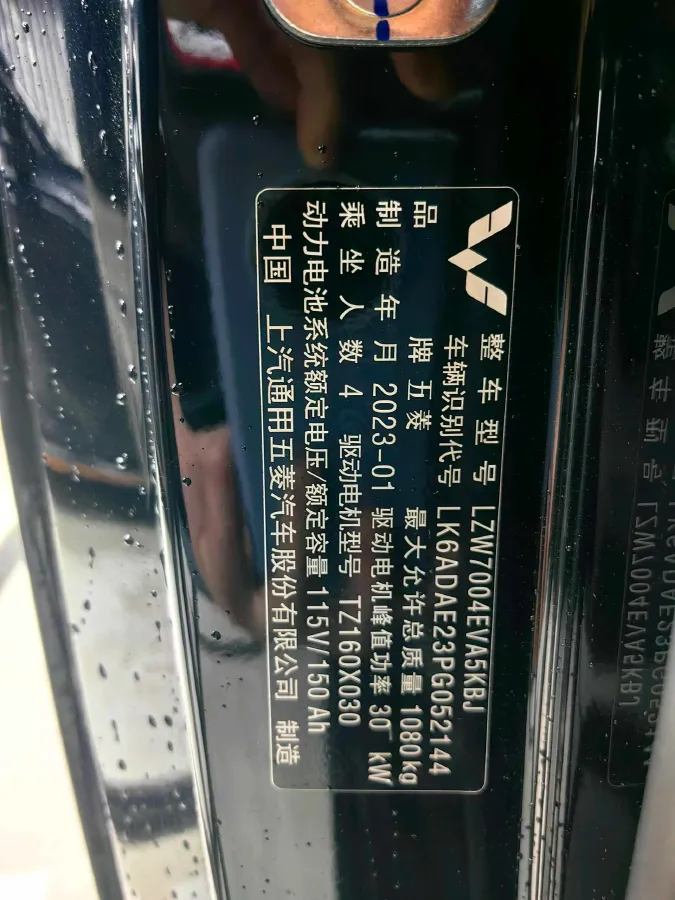 整车型号 LZW7004EVA5KBJ
车辆识别代号 LK6ADAE23PG052144
品牌 五菱 最大允许总质量 1080kg
制造年月 2023-01 驱动电机峰值功率 30 kW
乘坐人数 4 驱动电机型号 TZ160X030
动力电池系统额定电压/额定容量 115V/150 Ah
中国 上汽通用五菱汽车股份有限公司 制造